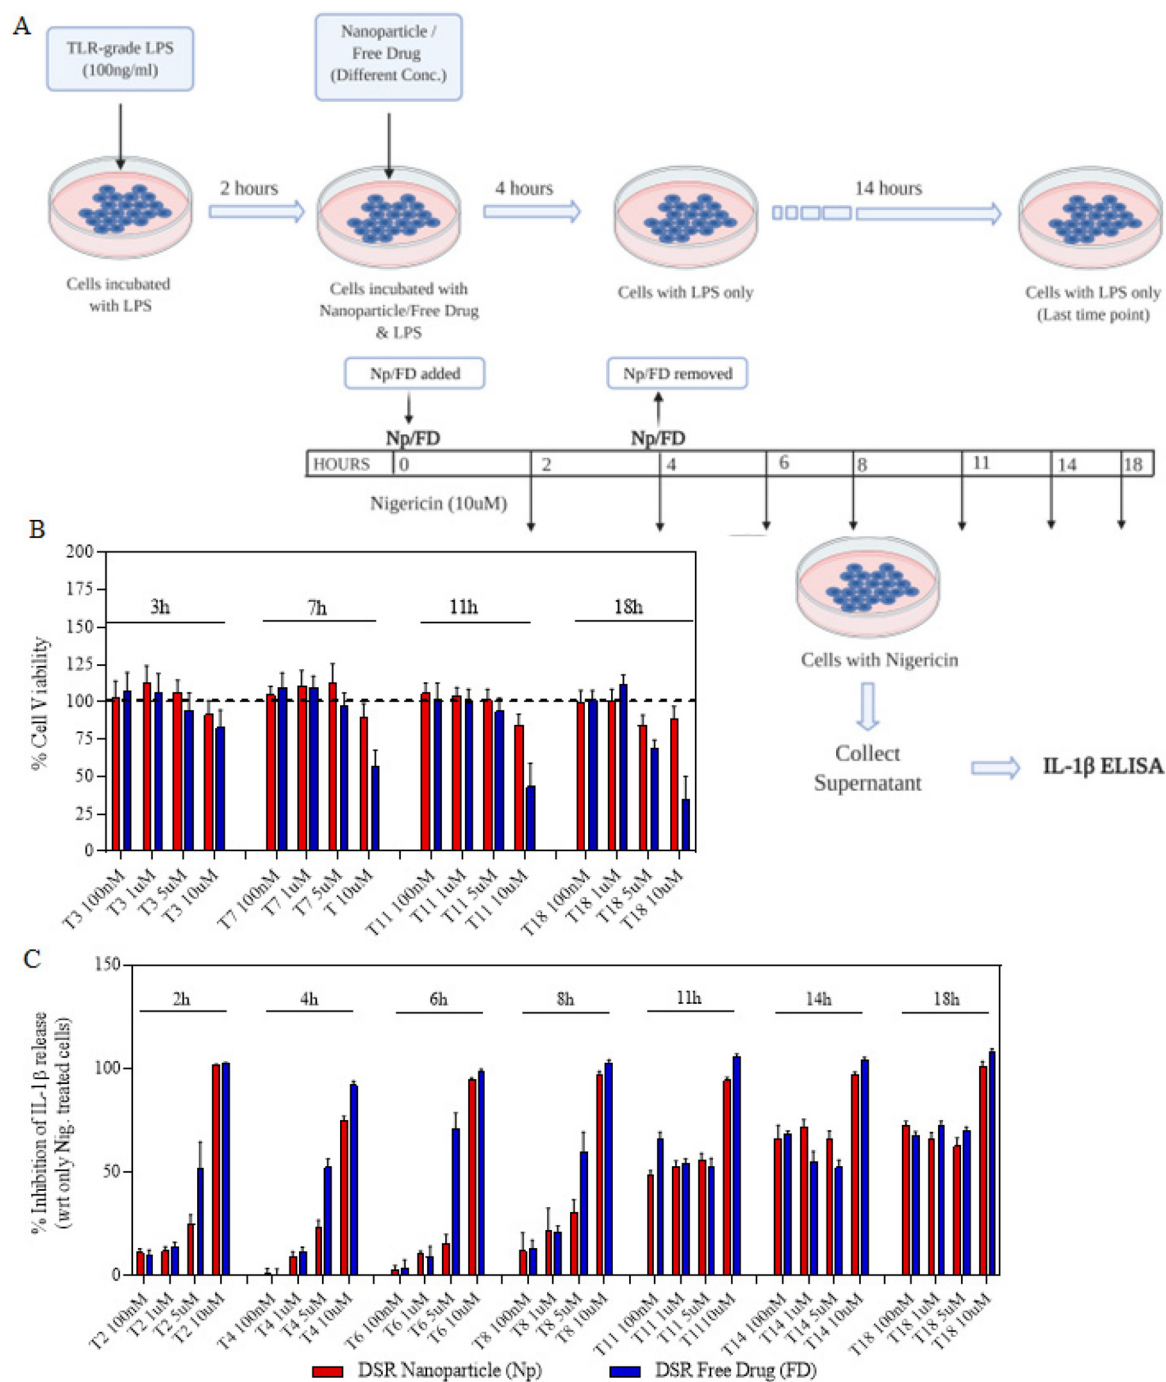 A
TLR-grade LPS
(100ng/ml)
Nanoparticle /
Free Drug
(Different Conc.)
2 hours
4 hours
14 hours
Cells incubated
with LPS
Cells incubated with
Nanoparticle/Free Drug
& LPS
Cells with LPS only
Cells with LPS only
(Last time point)
Np/FD added
Np/FD removed
Np/FD
Np/FD
HOURS 0 2 4 6 8 11 14 18
Nigericin (10uM)
Cells with Nigericin
Collect
Supernatant
IL-1β ELISA
B
% Cell Viability
200
175
150
125
100
75
50
25
0
3h 7h 11h 18h
T3 100nM
T3 1uM
T3 5uM
T3 10uM
T7 100nM
T7 1uM
T7 5uM
T 10uM
T11 100nM
T11 1uM
T11 5uM
T11 10uM
T18 100nM
T18 1uM
T18 5uM
T18 10uM
C
% Inhibition of IL-1β release
(wrt only Nig. treated cells)
150
100
50
0
2h 4h 6h 8h 11h 14h 18h
T2 100nM
T2 1uM
T2 5uM
T2 10uM
T4 100nM
T4 1uM
T4 5uM
T4 10uM
T6 100nM
T6 1uM
T6 5uM
T6 10uM
T8 100nM
T8 1uM
T8 5uM
T8 10uM
T11 100nM
T11 1uM
T11 5uM
T1110uM
T14 100nM
T14 1uM
T14 5uM
T14 10uM
T18 100nM
T18 1uM
T18 5uM
T18 10uM
DSR Nanoparticle (Np) DSR Free Drug (FD)